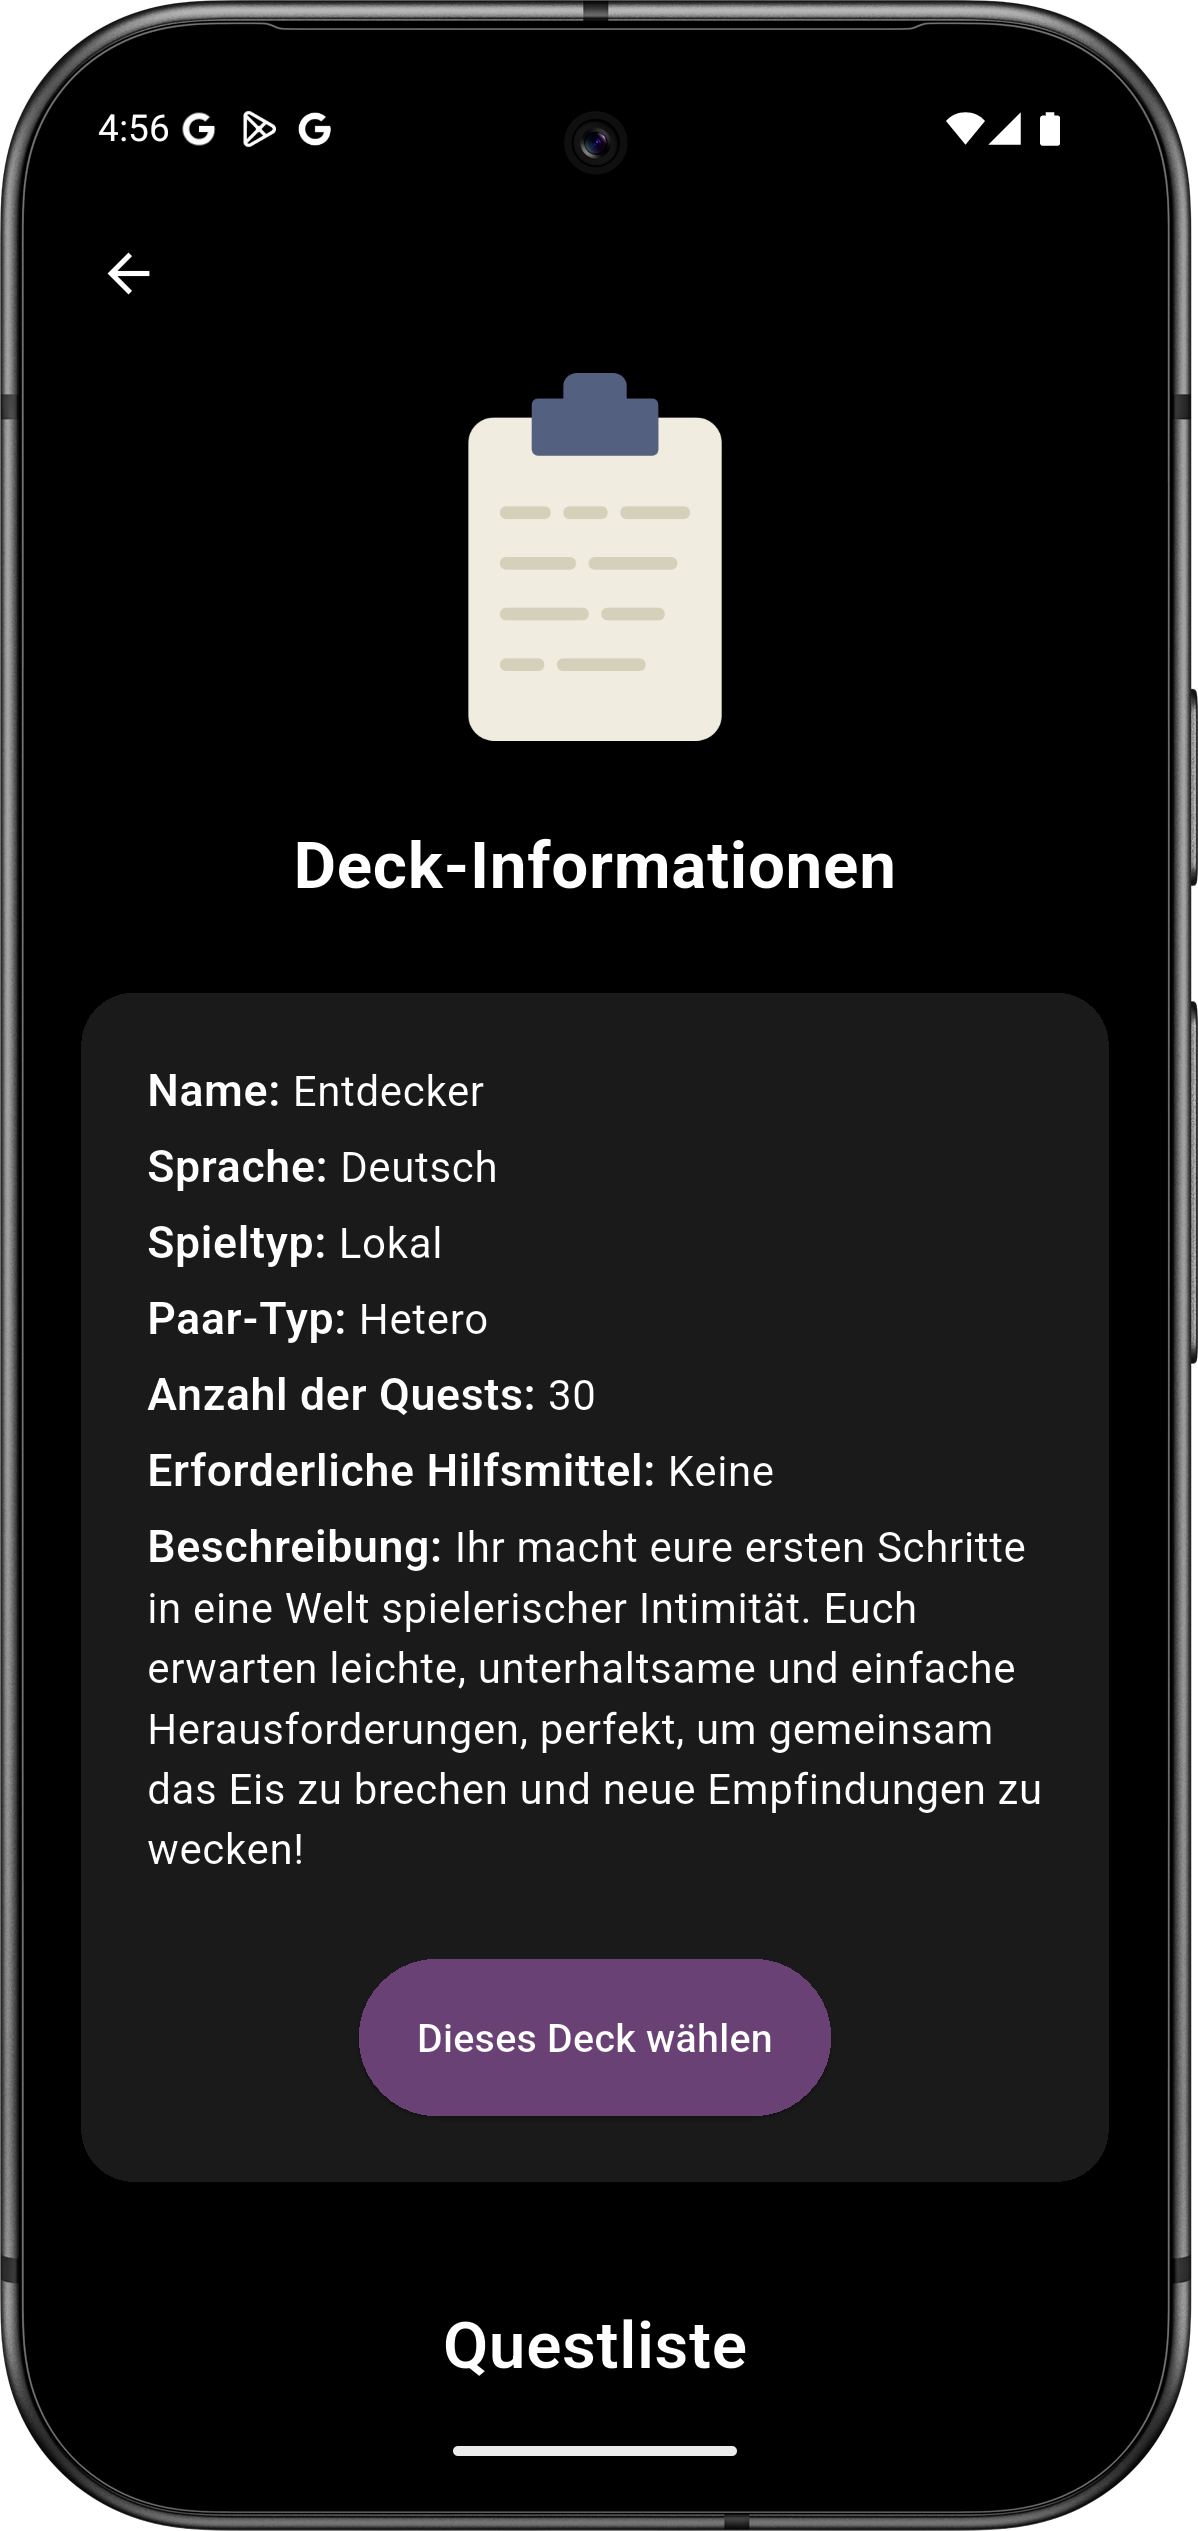 4:56
Deck-Informationen
Name: Entdecker
Sprache: Deutsch
Spieltyp: Lokal
Paar-Typ: Hetero
Anzahl der Quests: 30
Erforderliche Hilfsmittel: Keine
Beschreibung: Ihr macht eure ersten Schritte
in eine Welt spielerischer Intimität. Euch
erwarten leichte, unterhaltsame und einfache
Herausforderungen, perfekt, um gemeinsam
das Eis zu brechen und neue Empfindungen zu
wecken!
Dieses Deck wählen
Questliste